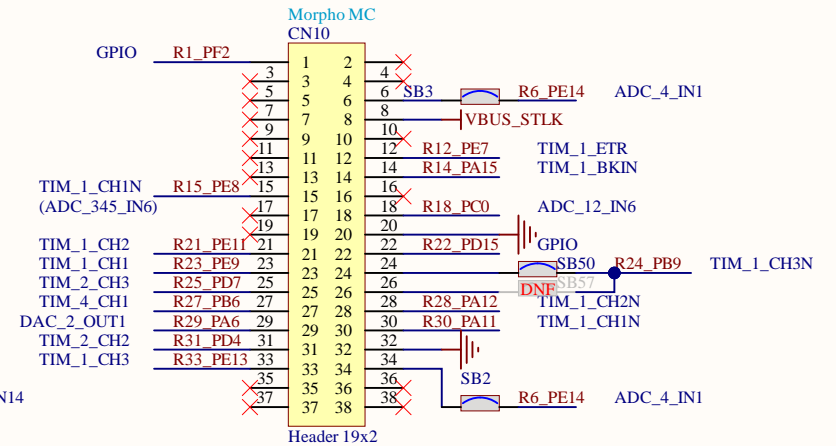 Morpho MC
CN10
GPIO R1_PF2 1 2
3 3 4 4
5 5 6 6 SB3 R6_PE14 ADC_4_IN1
7 7 8 8 VBUS_STLK
9 9 10 10
11 11 12 12 R12_PE7 TIM_1_ETR
13 13 14 14 R14_PA15 TIM_1_BKIN
TIM_1_CH1N R15_PE8 15 15 16 16
(ADC_345_IN6) 17 17 18 18 R18_PC0 ADC_12_IN6
19 19 20 20
TIM_1_CH2 R21_PE11 21 21 22 22 R22_PD15 GPIO
TIM_1_CH1 R23_PE9 23 23 24 24 SB50 R24_PB9 TIM_1_CH3N
TIM_2_CH3 R25_PD7 25 25 26 26 DNF SB57
TIM_4_CH1 R27_PB6 27 27 28 28 R28_PA12 TIM_1_CH2N
DAC_2_OUT1 R29_PA6 29 29 30 30 R30_PA11 TIM_1_CH1N
TIM_2_CH2 R31_PD4 31 31 32 32
TIM_1_CH3 R33_PE13 33 33 34 34
35 35 36 36 SB2
N14 37 37 38 38 R6_PE14 ADC_4_IN1
Header 19x2